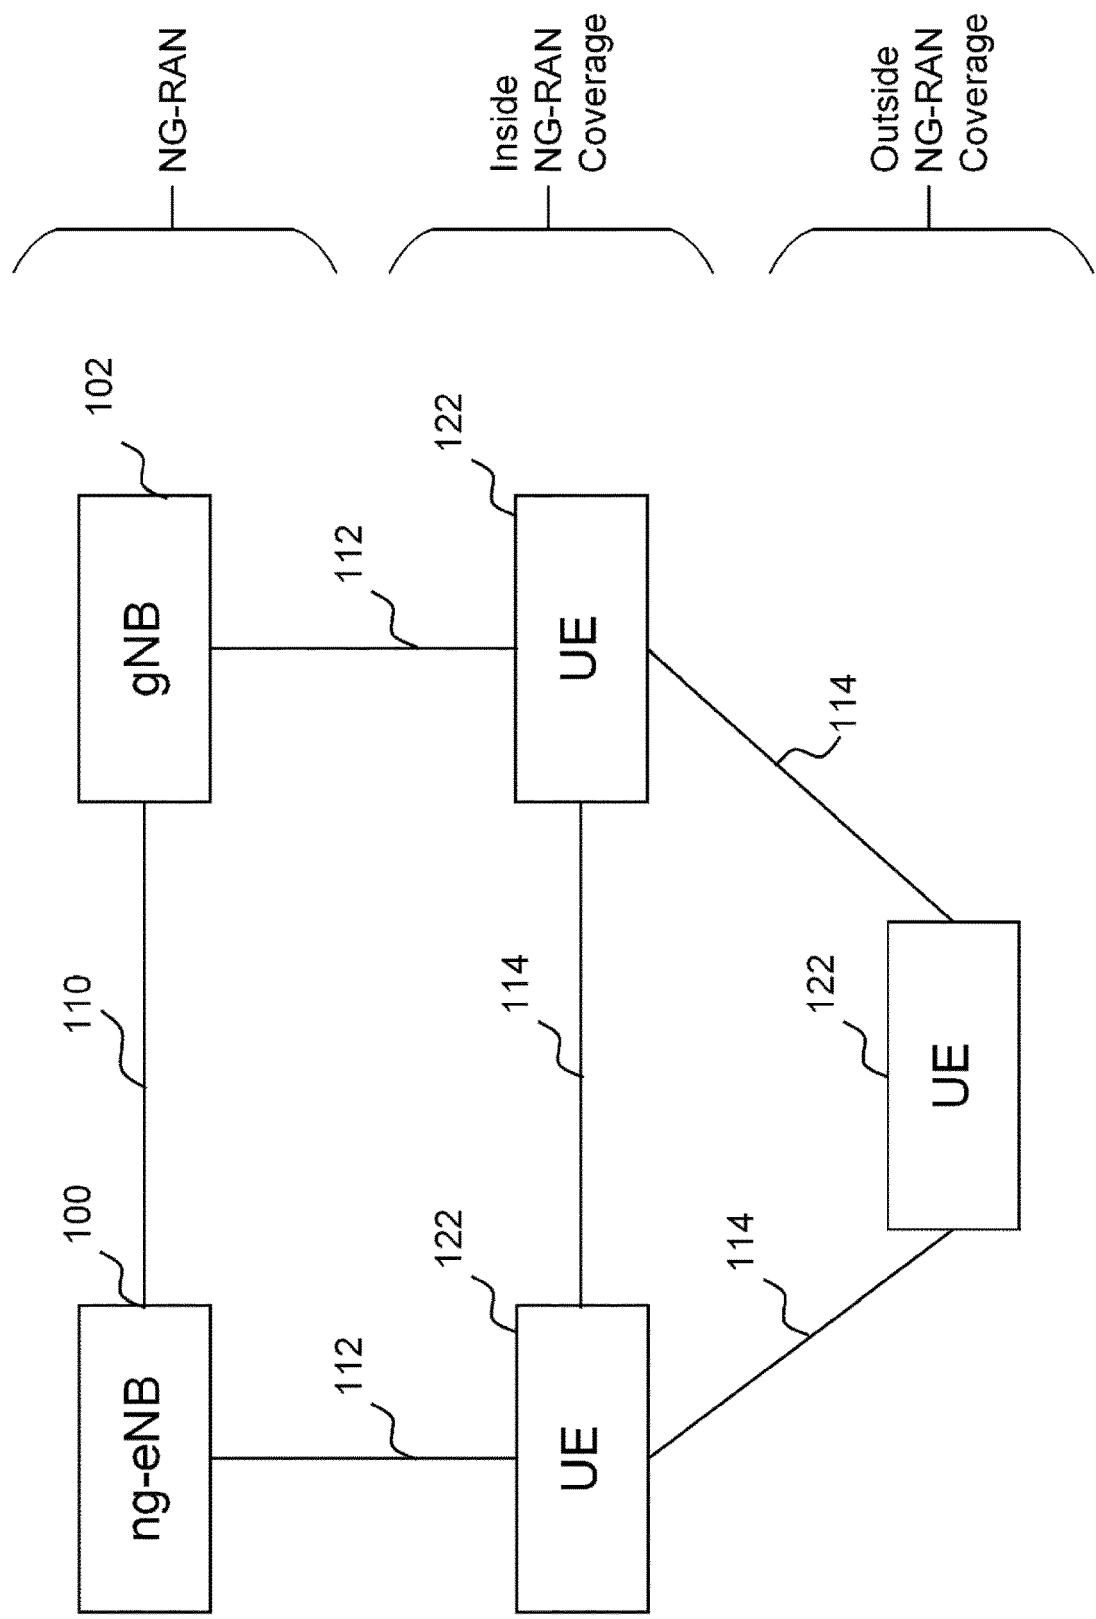 ng-eNB
100
110
gNB
102
NG-RAN
112
112
UE
122
114
UE
122
Inside
NG-RAN
Coverage
114
114
UE
122
Outside
NG-RAN
Coverage